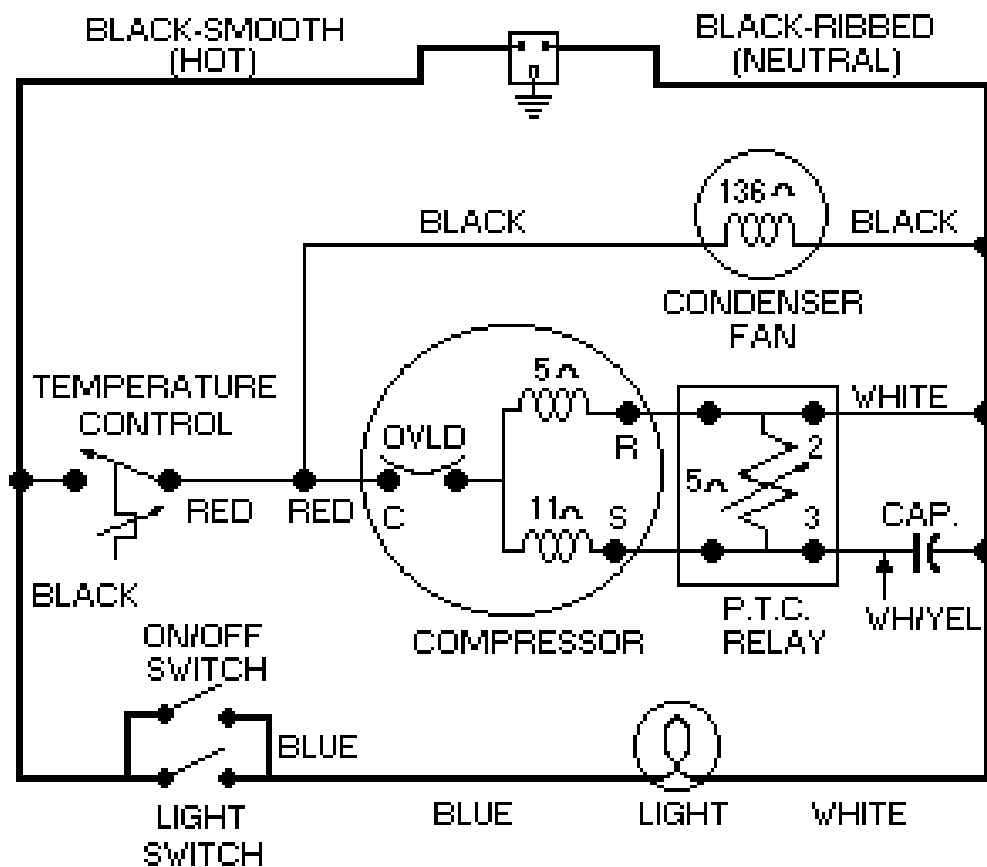 BLACK-SMOOTH
(HOT)
BLACK-RIBBED
(NEUTRAL)
136
BLACK
BLACK
CONDENSER
FAN
TEMPERATURE
CONTROL
OVLD
5
R
WHITE
2
5
RED
RED
C
11
S
3
CAP.
BLACK
COMPRESSOR
P.T.C.
RELAY
WH/YEL
ON/OFF
SWITCH
BLUE
BLUE
LIGHT
WHITE
LIGHT
SWITCH